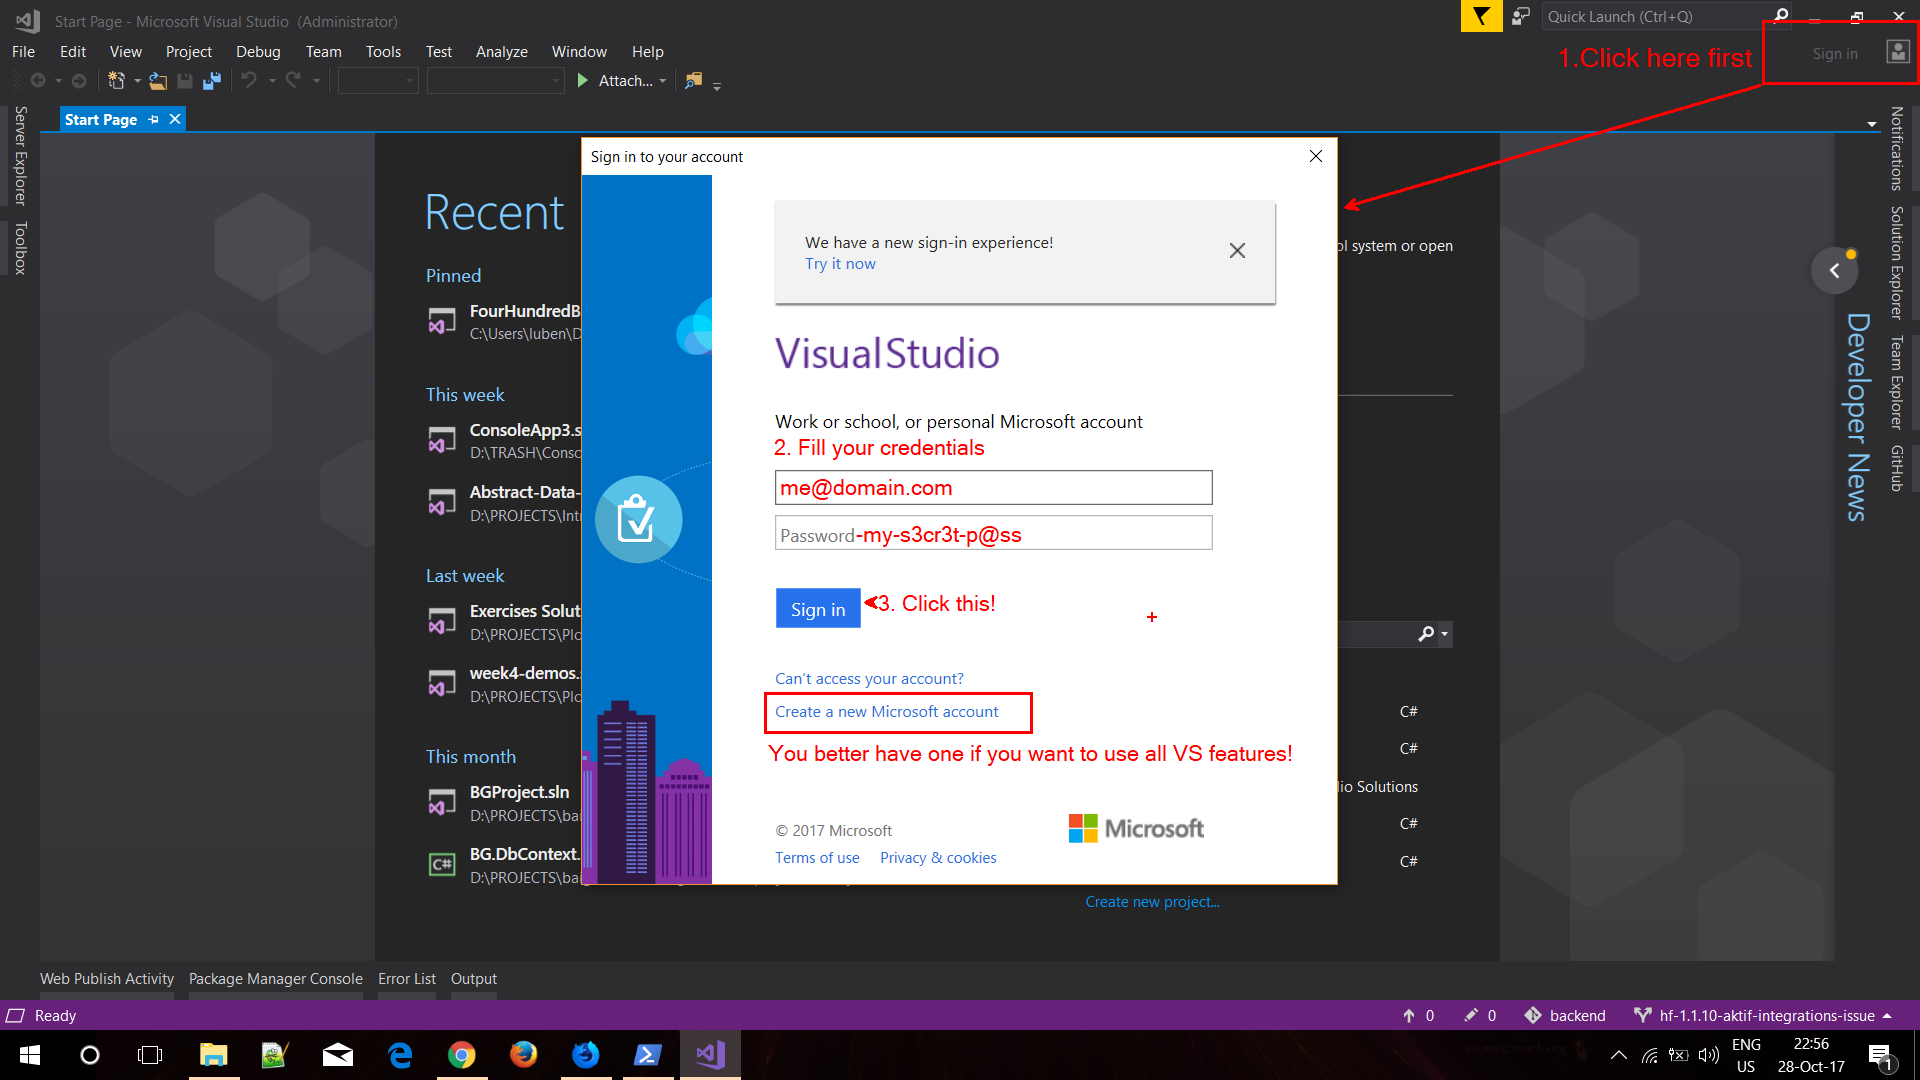 Start Page - Microsoft Visual Studio (Administrator)
Quick Launch (Ctrl+Q)
File Edit View Project Debug Team Tools Test Analyze Window Help
1.Click here first
Sign in
Attach...
Start Page
Server Explorer
Toolbox
Notifications
Solution Explorer
Team Explorer
GitHub
Developer News
Recent
Pinned
FourHundredB
C:\Users\luben\D
This week
ConsoleApp3.s
D:\TRASH\Conso
Abstract-Data-
D:\PROJECTS\Intr
Last week
Exercises Solut
D:\PROJECTS\Plo
week4-demos.
D:\PROJECTS\Plo
This month
BGProject.sln
D:\PROJECTS\bai
BG.DbContext.
D:\PROJECTS\bai
Sign in to your account
We have a new sign-in experience!
Try it now
Visual Studio
Work or school, or personal Microsoft account
2. Fill your credentials
me@domain.com
Password-my-s3cr3t-p@ss
Sign in
3. Click this!
Can't access your account?
Create a new Microsoft account
You better have one if you want to use all VS features!
© 2017 Microsoft
Microsoft
Terms of use Privacy & cookies
ol system or open
C#
C#
io Solutions
C#
C#
Create new project...
Web Publish Activity Package Manager Console Error List Output
Ready
0 0 backend hf-1.1.10-aktif-integrations-issue
ENG
US
22:56
28-Oct-17
1